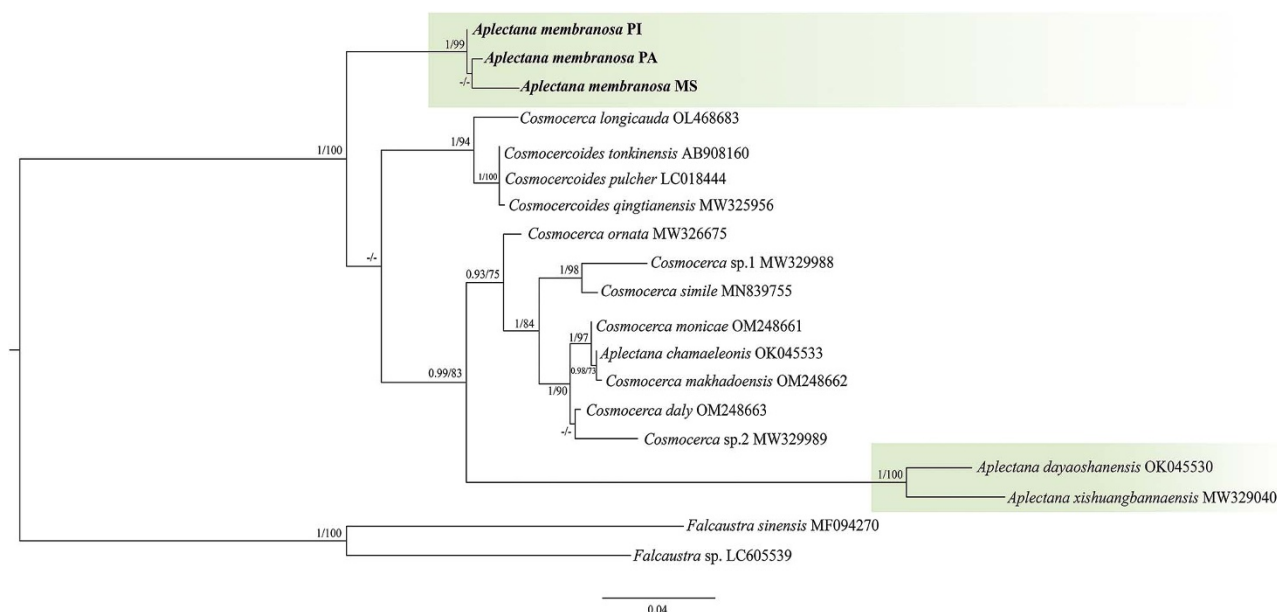 Aplectana membranosa PI
1/99
Aplectana membranosa PA
-/-
Aplectana membranosa MS
Cosmocerca longicauda OL468683
1/94
1/100
Cosmocercoides tonkinensis AB908160
1/100
Cosmocercoides pulcher LC018444
Cosmocercoides qingtianensis MW325956
Cosmocerca ornata MW326675
-/-
Cosmocerca sp.1 MW329988
0.93/75
1/98
Cosmocerca simile MN839755
1/84
Cosmocerca monicae OM248661
1/97
Aplectana chamaeleonis OK045533
0.99/83
0.98/73
Cosmocerca makhadoensis OM248662
1/90
Cosmocerca daly OM248663
-/-
Cosmocerca sp.2 MW329989
Aplectana dayaoshanensis OK045530
1/100
Aplectana xishuangbannaensis MW329040
Falcaustra sinensis MF094270
1/100
Falcaustra sp. LC605539
0.04